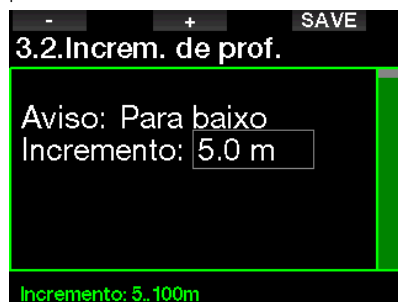 - + SAVE
3.2.Increm. de prof.
Aviso: Para baixo
Incremento: 5.0 m
Incremento: 5..100m